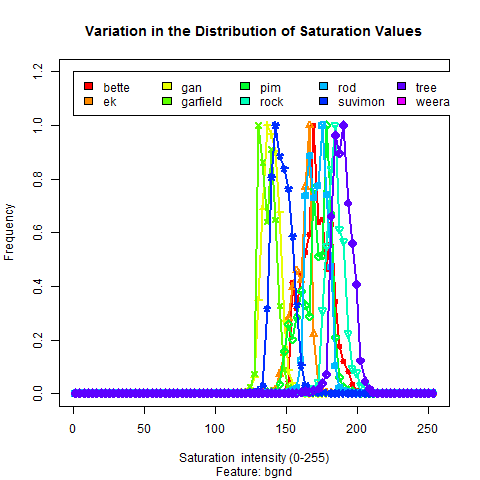 Variation in the Distribution of Saturation Values
bette gan pim rod tree
ek garfield rock suvimon weera
Frequency
1.2
1.0
0.8
0.6
0.4
0.2
0.0
0 50 100 150 200 250
Saturation intensity (0-255)
Feature: bgnd